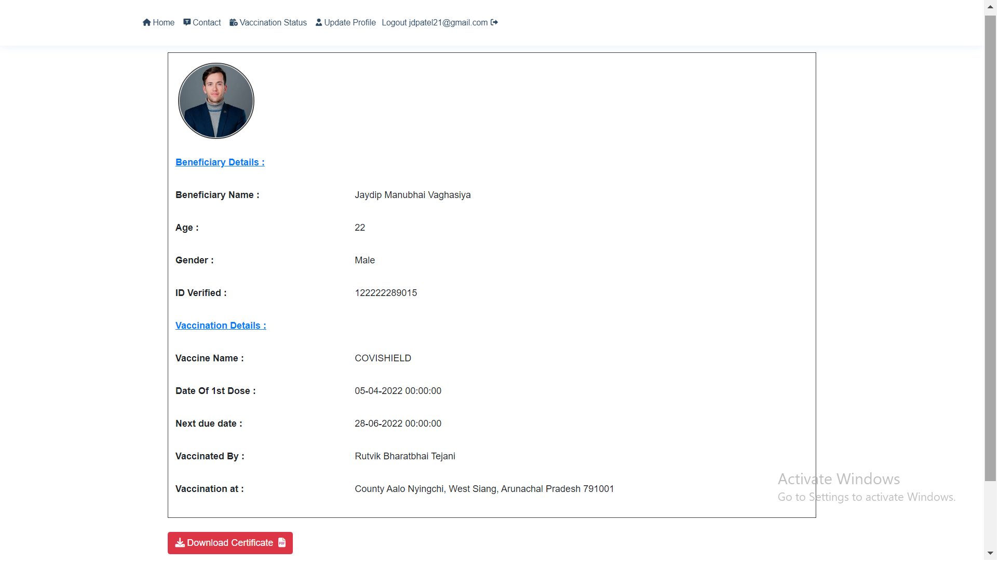 Home Contact Vaccination Status Update Profile Logout jdpatel21@gmail.com
Beneficiary Details :
Beneficiary Name : Jaydip Manubhai Vaghasiya
Age : 22
Gender : Male
ID Verified : 122222289015
Vaccination Details :
Vaccine Name : COVISHIELD
Date Of 1st Dose : 05-04-2022 00:00:00
Next due date : 28-06-2022 00:00:00
Vaccinated By : Rutvik Bharatbhai Tejani
Vaccination at : County Aalo Nyingchi, West Siang, Arunachal Pradesh 791001
Activate Windows
Go to Settings to activate Windows.
Download Certificate PDF